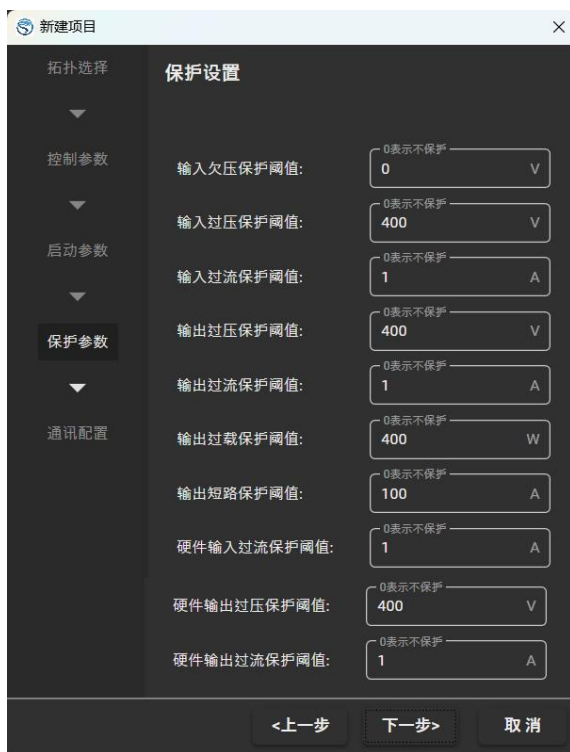 新建项目
拓扑选择
保护设置
控制参数
启动参数
保护参数
通讯配置
0表示不保护
输入欠压保护阈值: 0 V
0表示不保护
输入过压保护阈值: 400 V
0表示不保护
输入过流保护阈值: 1 A
0表示不保护
输出过压保护阈值: 400 V
0表示不保护
输出过流保护阈值: 1 A
0表示不保护
输出过载保护阈值: 400 W
0表示不保护
输出短路保护阈值: 100 A
0表示不保护
硬件输入过流保护阈值: 1 A
0表示不保护
硬件输出过压保护阈值: 400 V
0表示不保护
硬件输出过流保护阈值: 1 A
<上一步 下一步> 取消